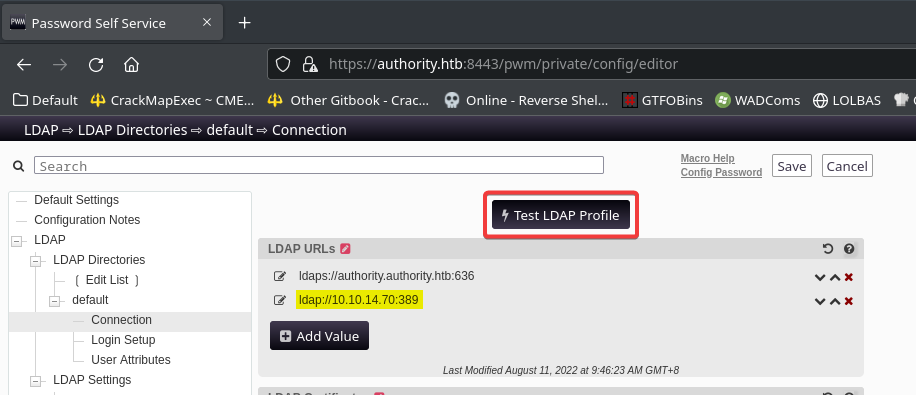 PWM Password Self Service
https://authority.htb:8443/pwm/private/config/editor
Default CrackMapExec ~ CME... Other Gitbook - Crac... Online - Reverse Shel... GTFOBins WADComs LOLBAS
LDAP ⇨ LDAP Directories ⇨ default ⇨ Connection
Search
Macro Help
Config Password
Save Cancel
Default Settings
Configuration Notes
LDAP
LDAP Directories
[ Edit List ]
default
Connection
Login Setup
User Attributes
LDAP Settings
Test LDAP Profile
LDAP URLs
ldaps://authority.authority.htb:636
ldap://10.10.14.70:389
Add Value
Last Modified August 11, 2022 at 9:46:23 AM GMT+8